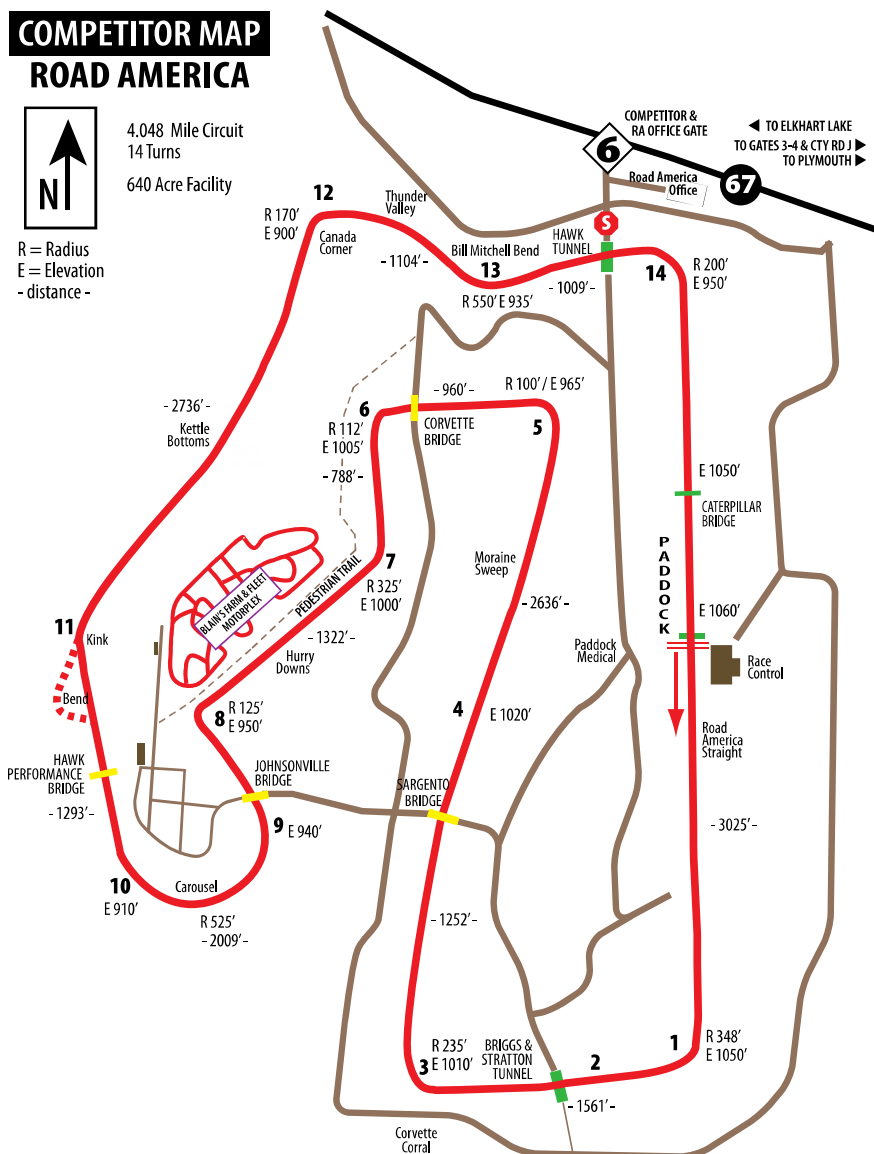 COMPETITOR MAP
ROAD AMERICA
N
4.048 Mile Circuit
14 Turns
640 Acre Facility
R = Radius
E = Elevation
- distance -
COMPETITOR &
RA OFFICE GATE
6
◄ TO ELKHART LAKE
TO GATES 3-4 & CTY RD J ►
TO PLYMOUTH ►
67
Road America
Office
S
HAWK
TUNNEL
12
R 170'
E 900'
Canada
Corner
Thunder
Valley
- 1104' -
Bill Mitchell Bend
13
R 550' E 935'
- 1009' -
14
R 200'
E 950'
- 2736' -
Kettle
Bottoms
6
R 112'
E 1005'
- 788' -
- 960' -
CORVETTE
BRIDGE
R 100' / E 965'
5
E 1050'
CATERPILLAR
BRIDGE
PADDOCK
E 1060'
Race
Control
Road
America
Straight
- 3025' -
7
R 325'
E 1000'
PEDESTRIAN TRAIL
- 1322' -
Hurry
Downs
BLAIN'S FARM & FLEET
MOTORPLEX
Moraine
Sweep
- 2636' -
Paddock
Medical
11
Kink
Bend
8
R 125'
E 950'
4
E 1020'
HAWK
PERFORMANCE
BRIDGE
- 1293' -
JOHNSONVILLE
BRIDGE
SARGENTO
BRIDGE
9
E 940'
10
E 910'
Carousel
R 525'
- 2009' -
- 1252' -
3
R 235'
E 1010'
BRIGGS &
STRATTON
TUNNEL
2
- 1561' -
1
R 348'
E 1050'
Corvette
Corral